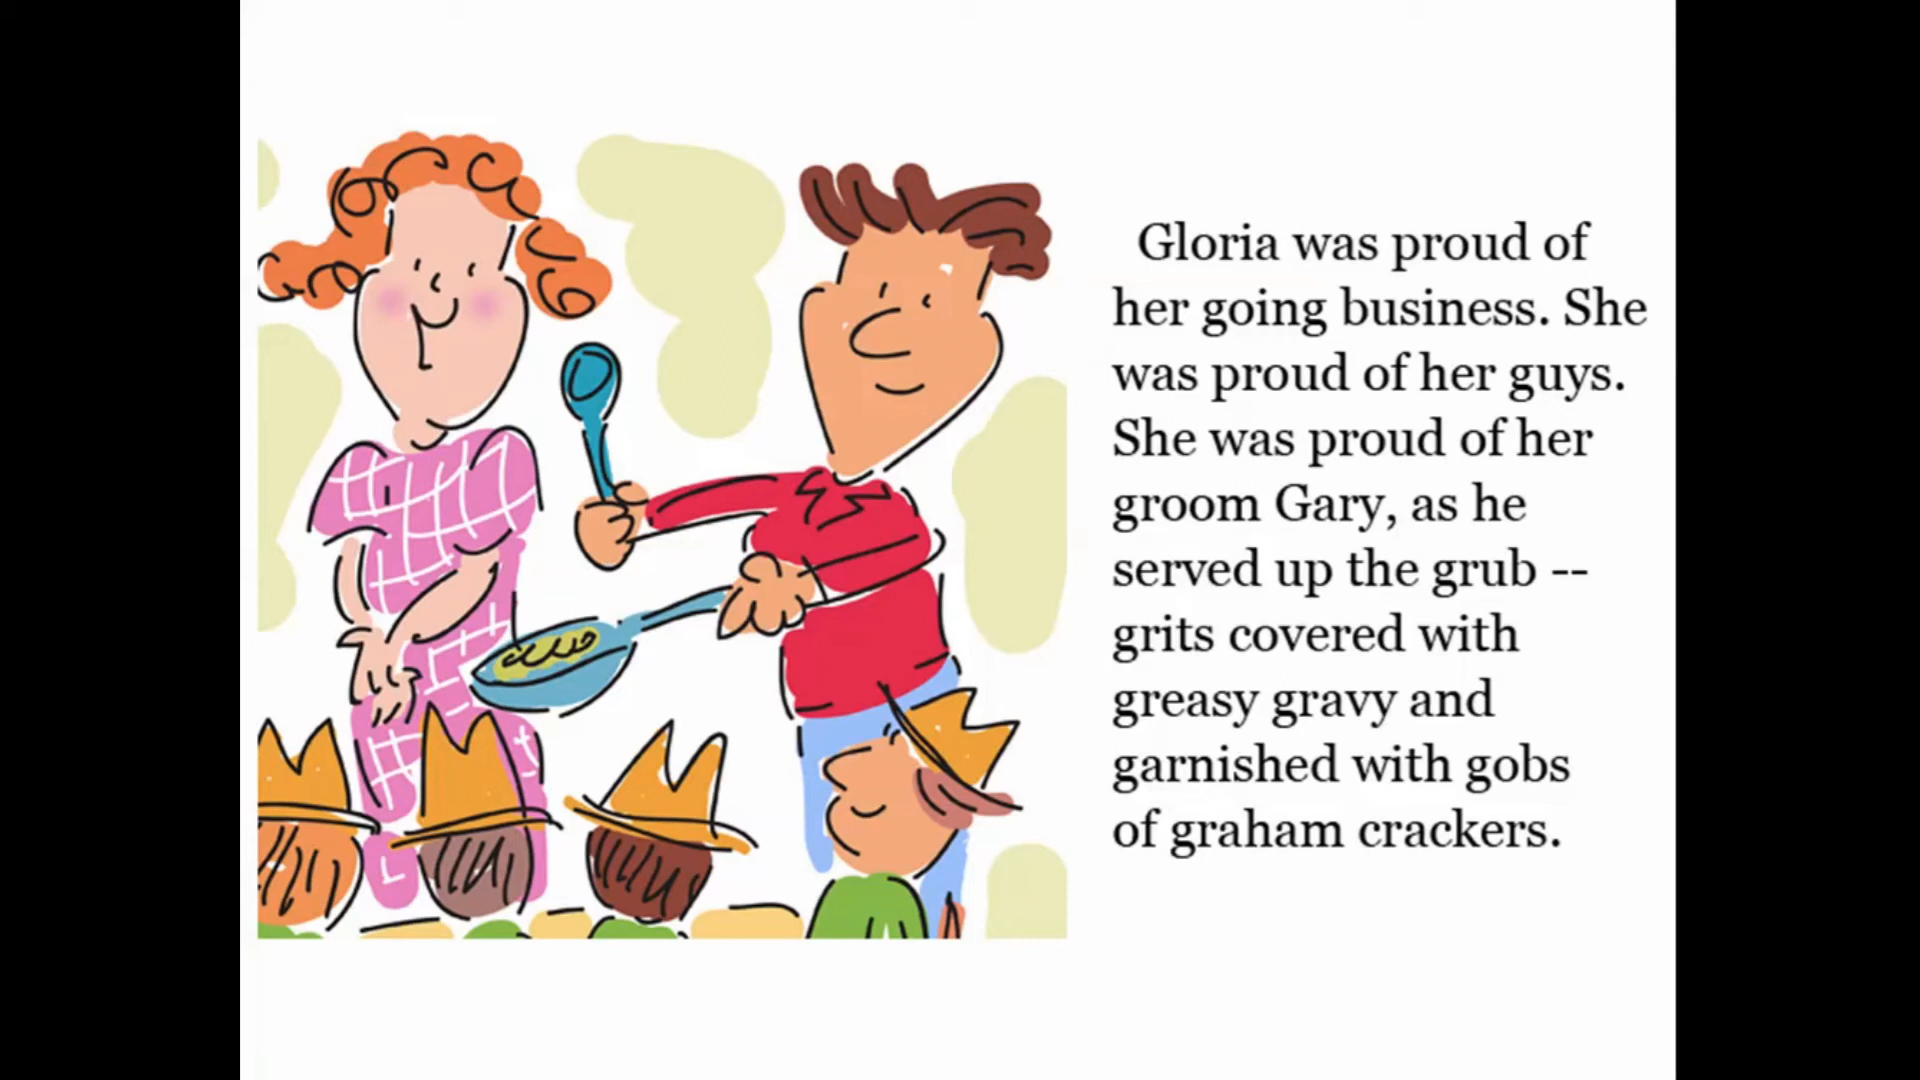 Gloria was proud of
her going business. She
was proud of her guys.
She was proud of her
groom Gary, as he
served up the grub --
grits covered with
greasy gravy and
garnished with gobs
of graham crackers.